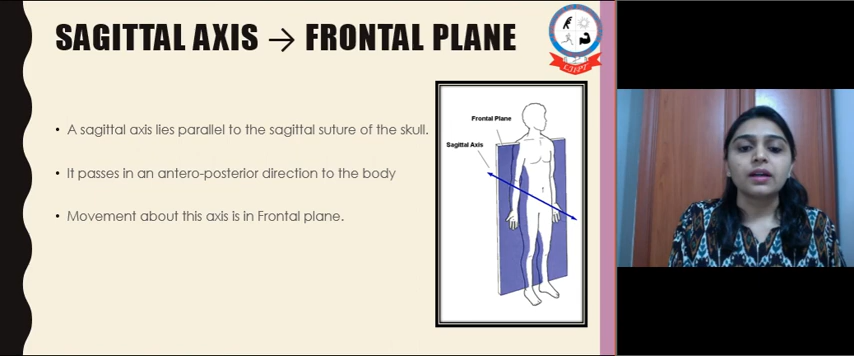 SAGITTAL AXIS → FRONTAL PLANE
• A sagittal axis lies parallel to the sagittal suture of the skull.
• It passes in an antero-posterior direction to the body
• Movement about this axis is in Frontal plane.
Frontal Plane
Sagittal Axis